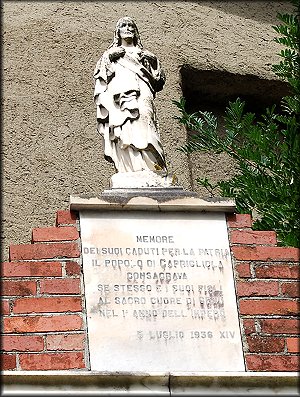 MEMORE
DEI SUOI CADUTI PER LA PATRIA
IL POPOLO DI CAPRIGLIOLA
CONSACRAVA
SE STESSO E I SUOI FIGLI
AL SACRO CUORE DI GESÙ
NEL 1° ANNO DELL'IMPERO
5 LUGLIO 1936 XIV